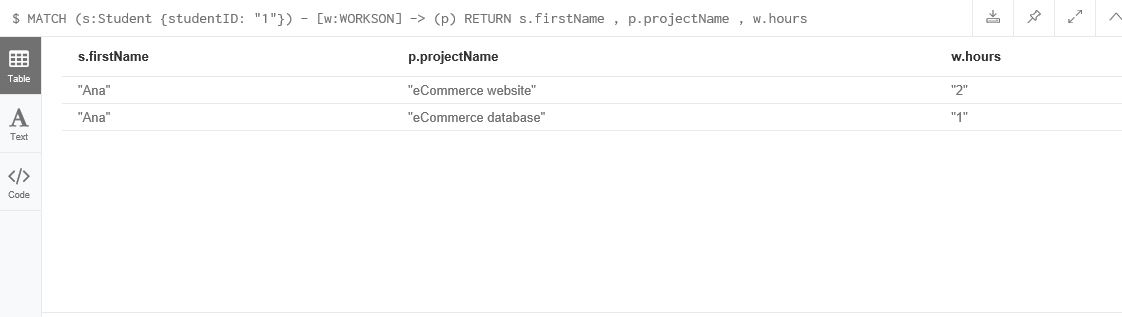 $ MATCH (s:Student {studentID: "1"}) - [w:WORKSON] -> (p) RETURN s.firstName , p.projectName , w.hours
Table
s.firstName p.projectName w.hours
"Ana" "eCommerce website" "2"
"Ana" "eCommerce database" "1"
A
Text
</>
Code